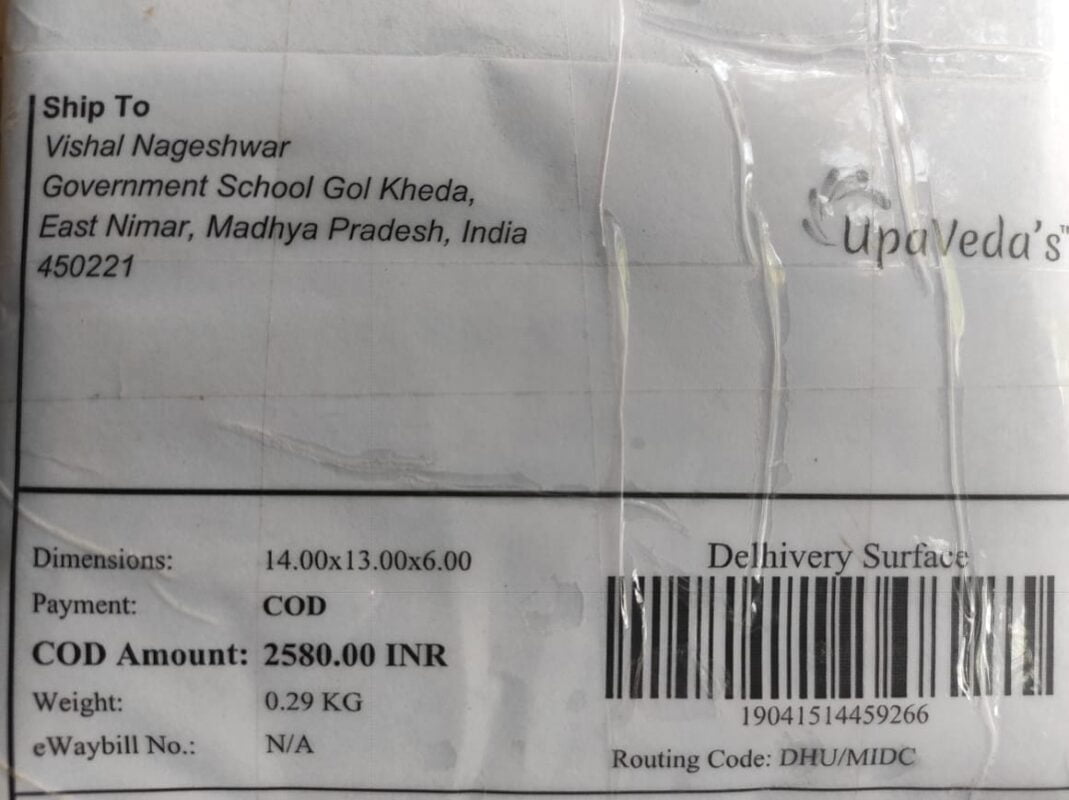 Ship To
Vishal Nageshwar
Government School Gol Kheda,
East Nimar, Madhya Pradesh, India
450221
UpaVeda's™
Dimensions: 14.00x13.00x6.00
Payment: COD
COD Amount: 2580.00 INR
Weight: 0.29 KG
eWaybill No.: N/A
Delhivery Surface
19041514459266
Routing Code: DHU/MIDC